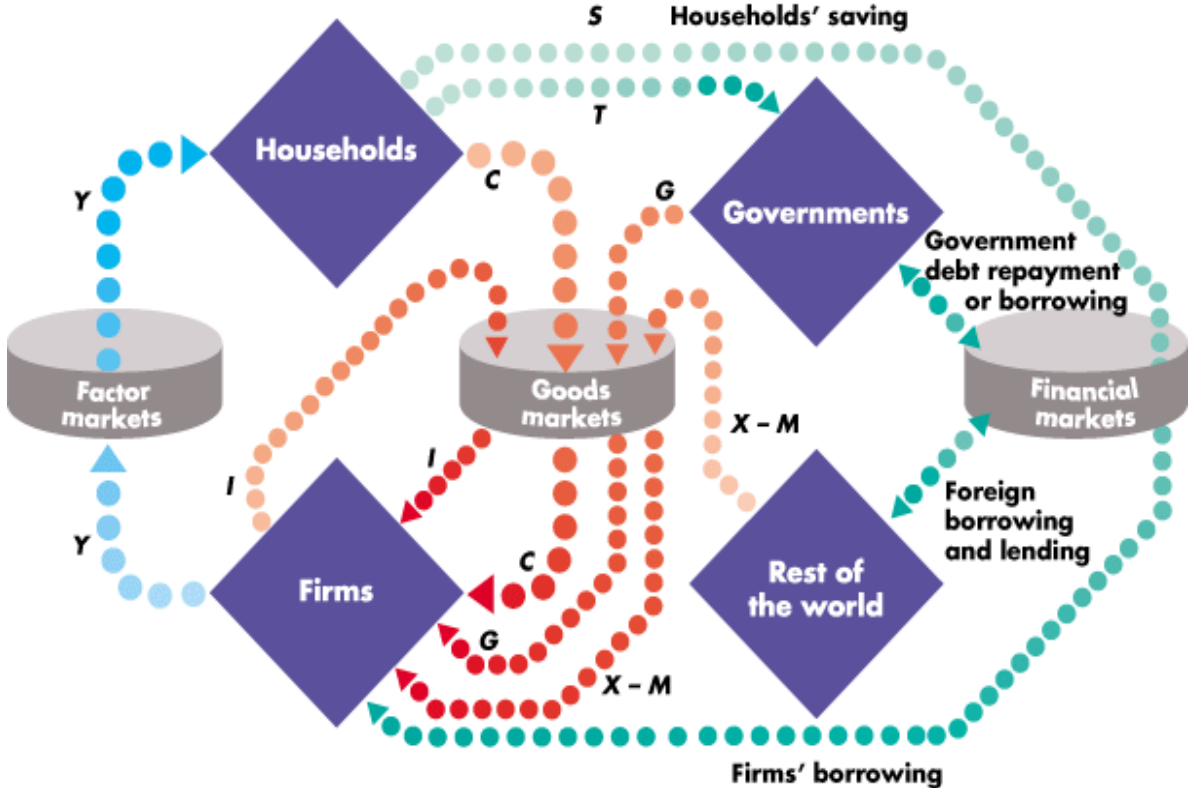 S Households' saving
T
Households
C
Y
G
Governments
Government
debt repayment
or borrowing
Factor
markets
Goods
markets
Financial
markets
X – M
I
I
Foreign
borrowing
and lending
Y
C
Firms
Rest of
the world
G
X – M
Firms' borrowing